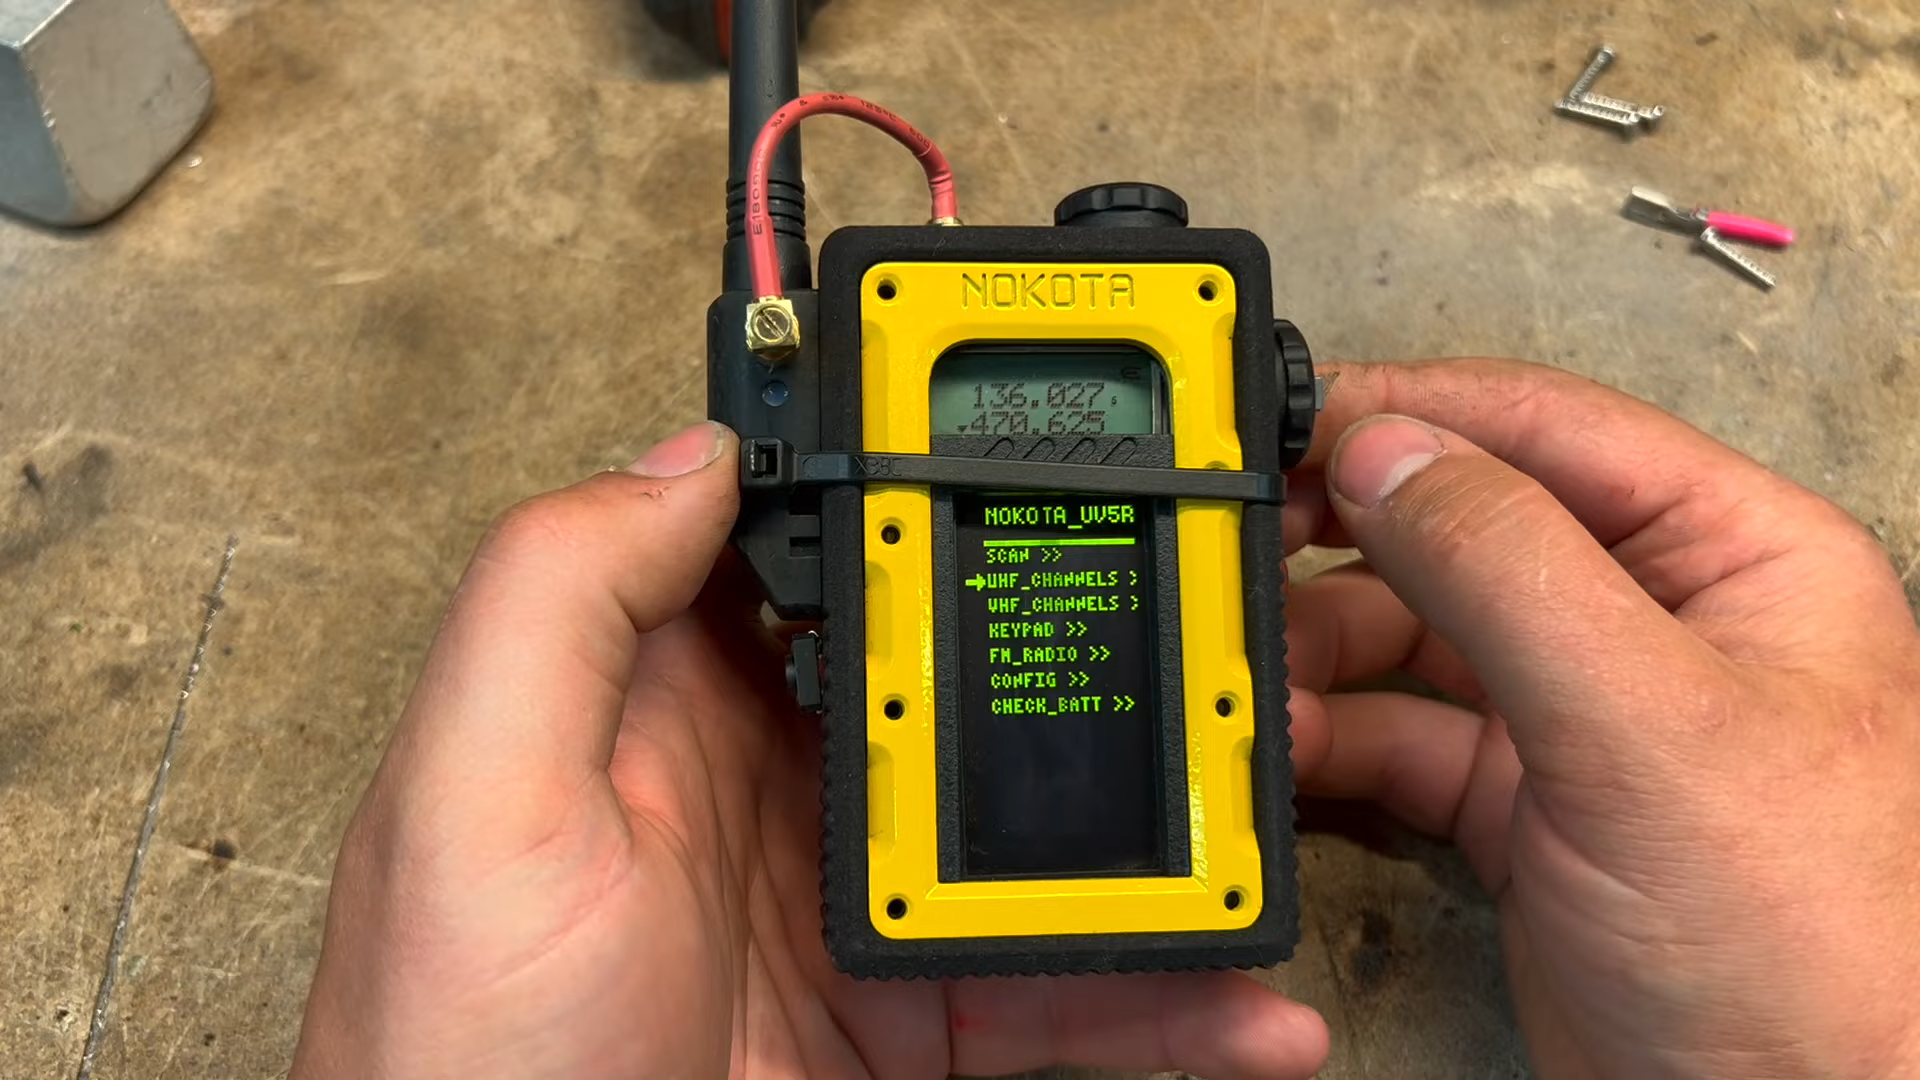 NOKOTA
136.027
470.625
NOKOTA_UV5R
SCAN >>
UHF_CHANNELS >
VHF_CHANNELS >
KEYPAD >>
FM_RADIO >>
CONFIG >>
CHECK_BATT >>